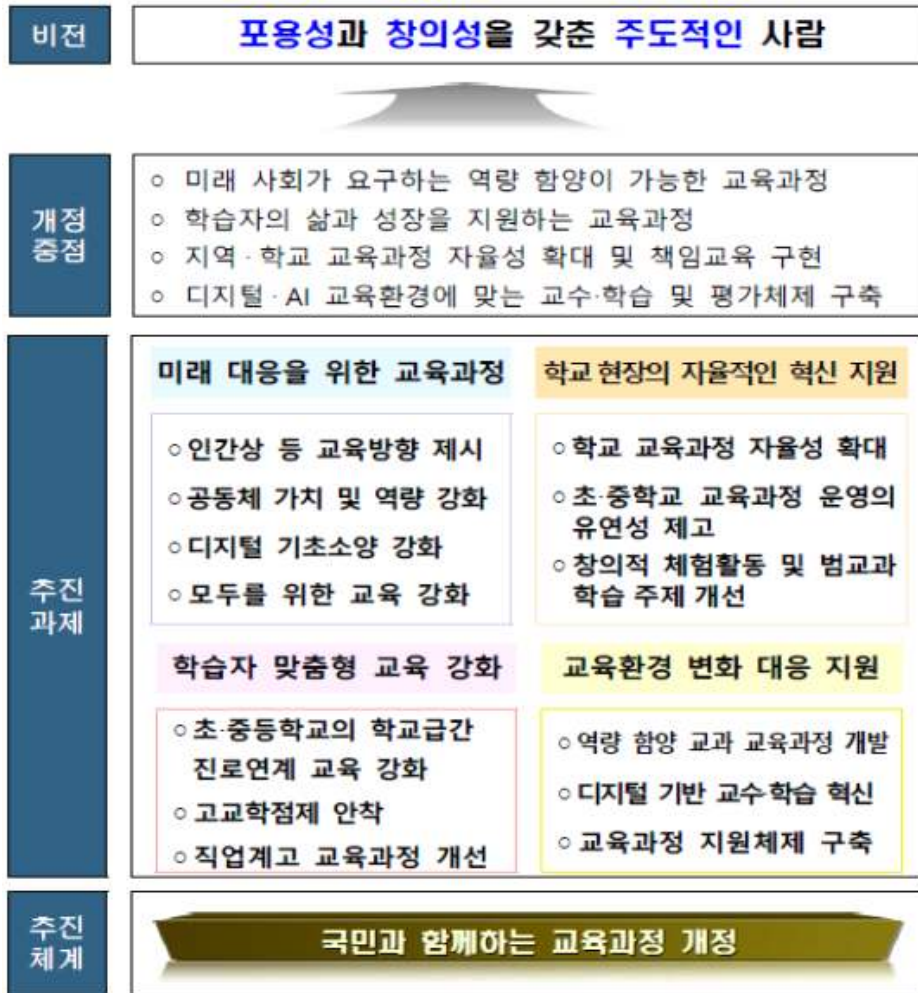 비전
포용성과 창의성을 갖춘 주도적인 사람
개정
중점
○ 미래 사회가 요구하는 역량 함양이 가능한 교육과정
○ 학습자의 삶과 성장을 지원하는 교육과정
○ 지역·학교 교육과정 자율성 확대 및 책임교육 구현
○ 디지털·AI 교육환경에 맞는 교수·학습 및 평가체제 구축
추진
과제
미래 대응을 위한 교육과정
○ 인간상 등 교육방향 제시
○ 공동체 가치 및 역량 강화
○ 디지털 기초소양 강화
○ 모두를 위한 교육 강화
학교 현장의 자율적인 혁신 지원
○ 학교 교육과정 자율성 확대
○ 초·중학교 교육과정 운영의
유연성 제고
○ 창의적 체험활동 및 범교과
학습 주제 개선
학습자 맞춤형 교육 강화
○ 초·중등학교의 학교급간
진로연계 교육 강화
○ 고교학점제 안착
○ 직업계고 교육과정 개선
교육환경 변화 대응 지원
○ 역량 함양 교과 교육과정 개발
○ 디지털 기반 교수·학습 혁신
○ 교육과정 지원체제 구축
추진
체계
국민과 함께하는 교육과정 개정